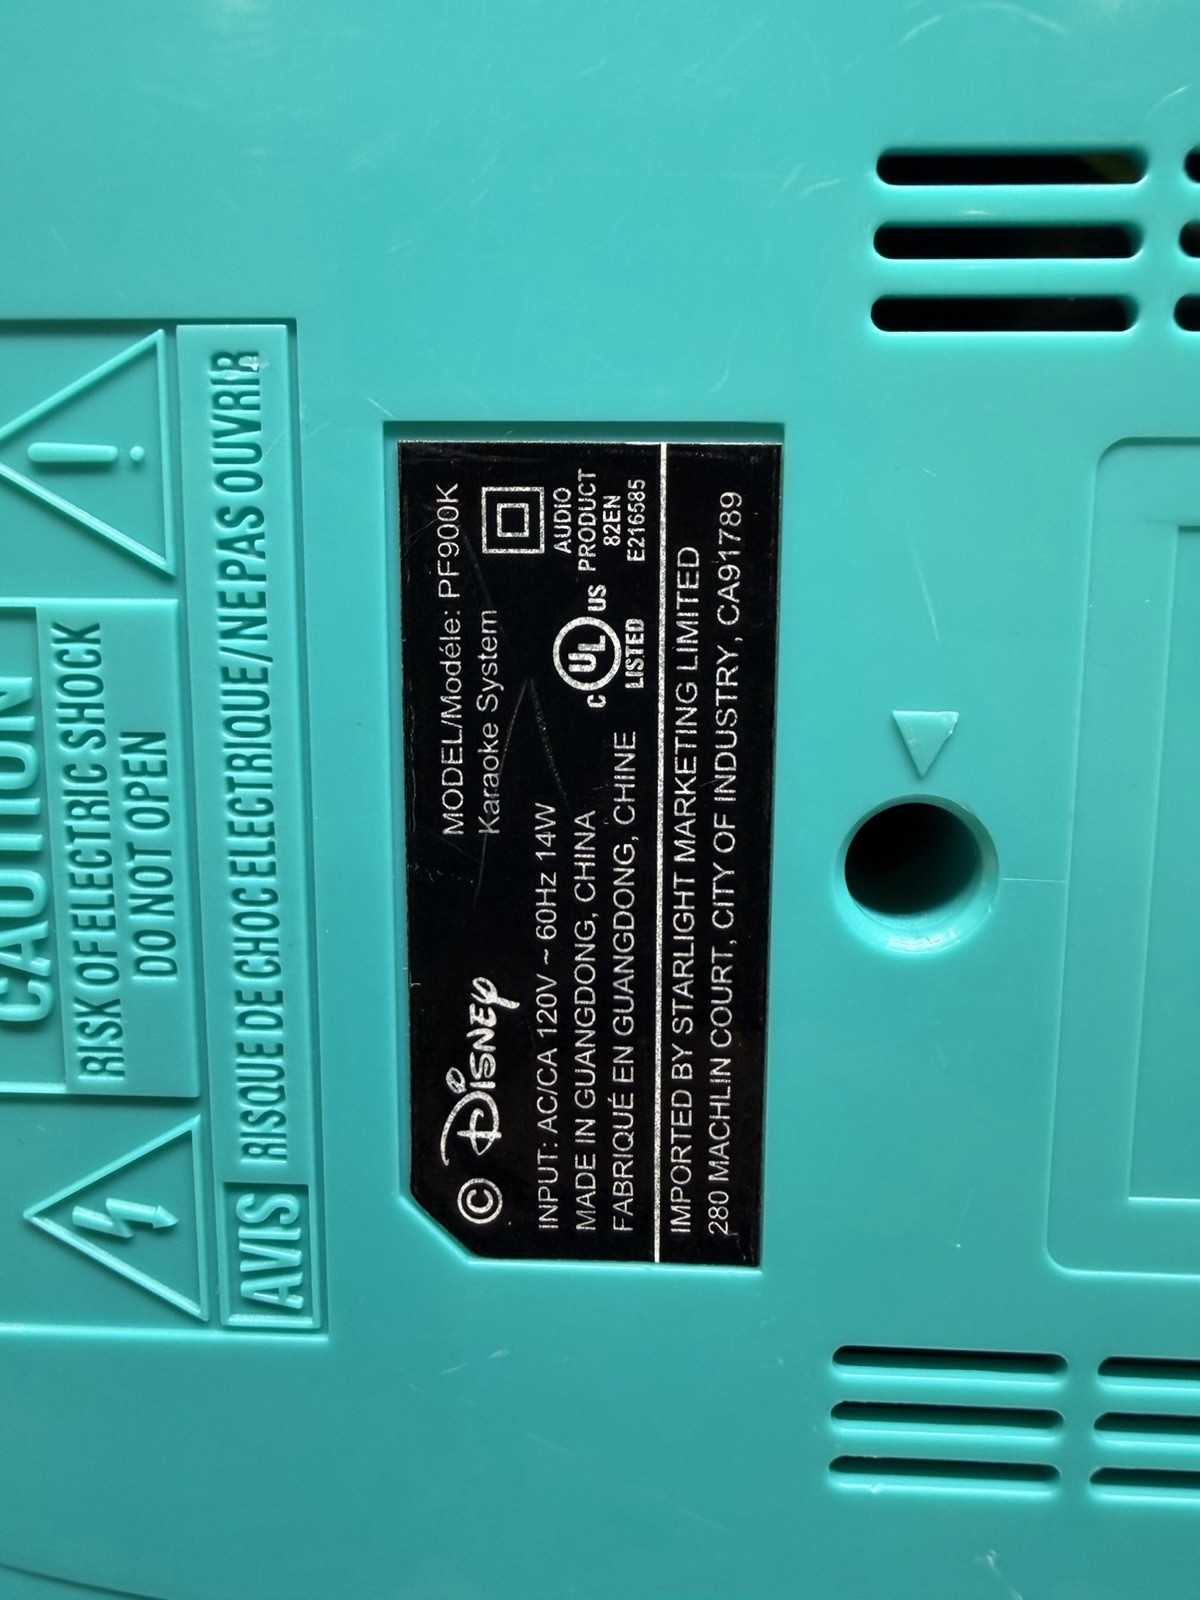 CAUTION
RISK OF ELECTRIC SHOCK
DO NOT OPEN
AVIS RISQUE DE CHOC ELECTRIQUE/NE PAS OUVRIR
© Disney
MODEL/Modéle: PF900K
Karaoke System
INPUT: AC/CA 120V ~ 60Hz 14W
MADE IN GUANGDONG, CHINA
FABRIQUÉ EN GUANGDONG, CHINE
C UL US
LISTED
AUDIO
PRODUCT
82EN
E216585
IMPORTED BY STARLIGHT MARKETING LIMITED
280 MACHLIN COURT, CITY OF INDUSTRY, CA91789